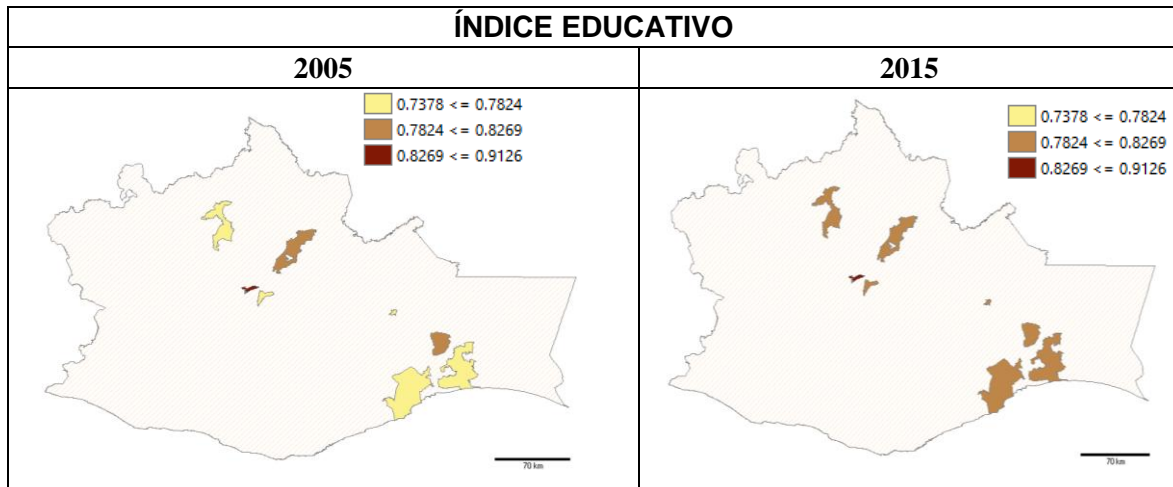 ÍNDICE EDUCATIVO
2005
2015
0.7378 <= 0.7824
0.7824 <= 0.8269
0.8269 <= 0.9126
70 km
0.7378 <= 0.7824
0.7824 <= 0.8269
0.8269 <= 0.9126
70 km